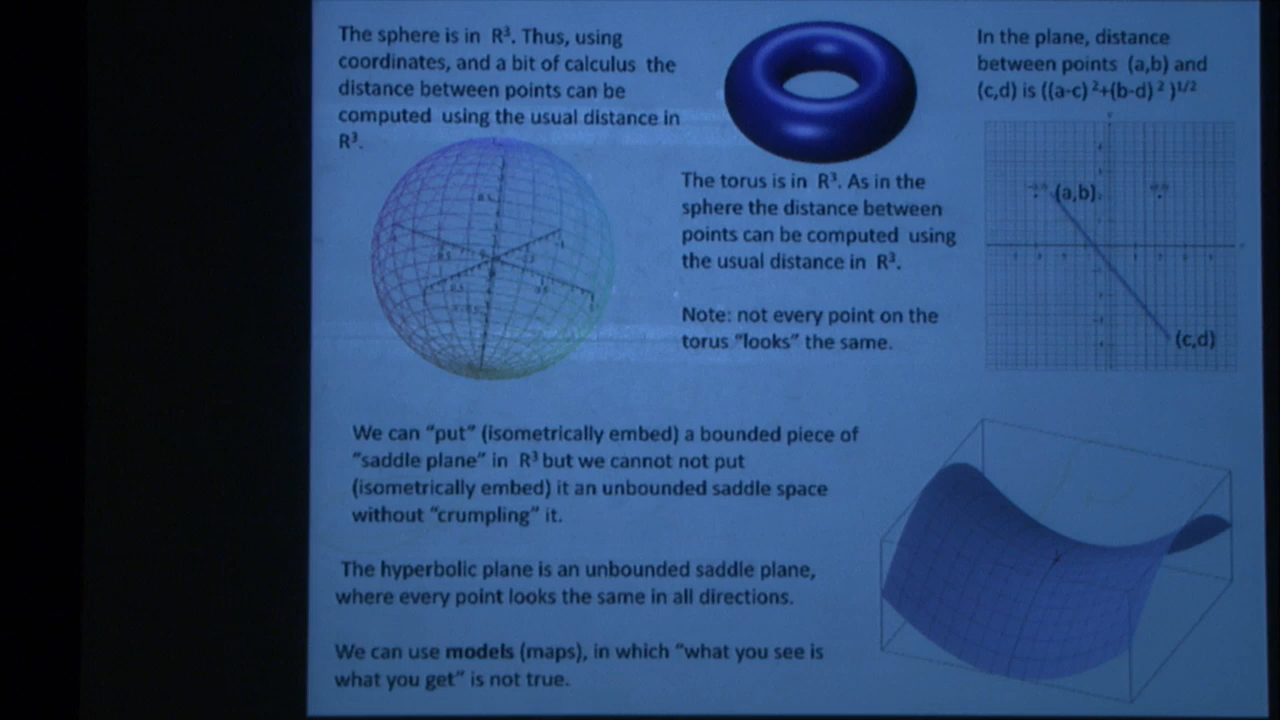 The sphere is in R³. Thus, using
coordinates, and a bit of calculus the
distance between points can be
computed using the usual distance in
R³.
The torus is in R³. As in the
sphere the distance between
points can be computed using
the usual distance in R³.
Note: not every point on the
torus “looks” the same.
In the plane, distance
between points (a,b) and
(c,d) is ((a-c) ²+(b-d) ² )¹ᐟ²
(a,b)
(c,d)
We can “put” (isometrically embed) a bounded piece of
“saddle plane” in R³ but we cannot not put
(isometrically embed) it an unbounded saddle space
without “crumpling” it.
The hyperbolic plane is an unbounded saddle plane,
where every point looks the same in all directions.
We can use models (maps), in which “what you see is
what you get” is not true.